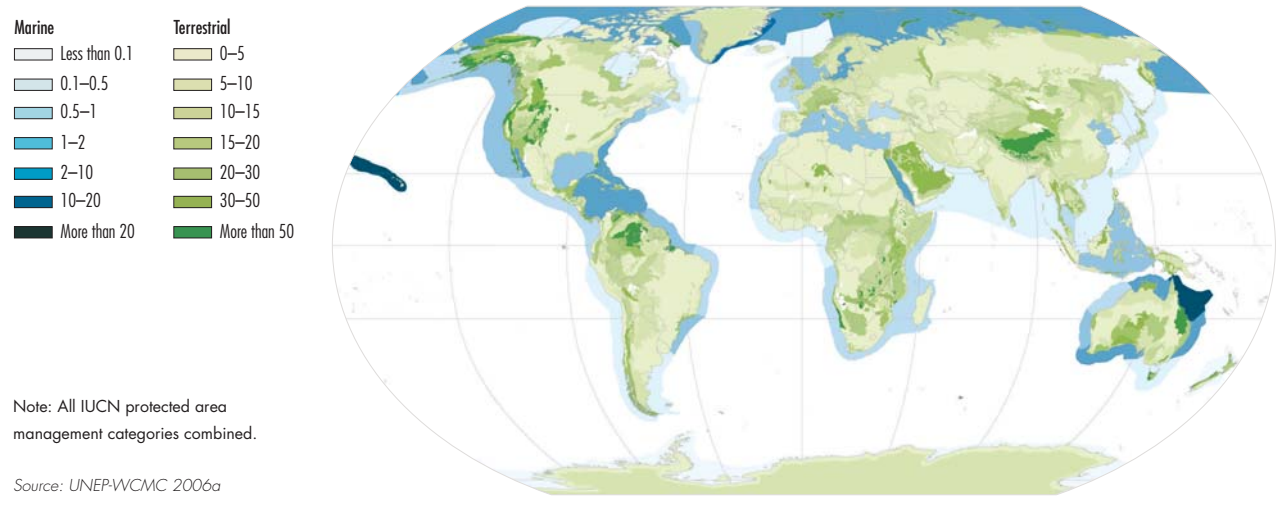 Marine
Less than 0.1
0.1–0.5
0.5–1
1–2
2–10
10–20
More than 20
Terrestrial
0–5
5–10
10–15
15–20
20–30
30–50
More than 50
Note: All IUCN protected area
management categories combined.
Source: UNEP-WCMC 2006a